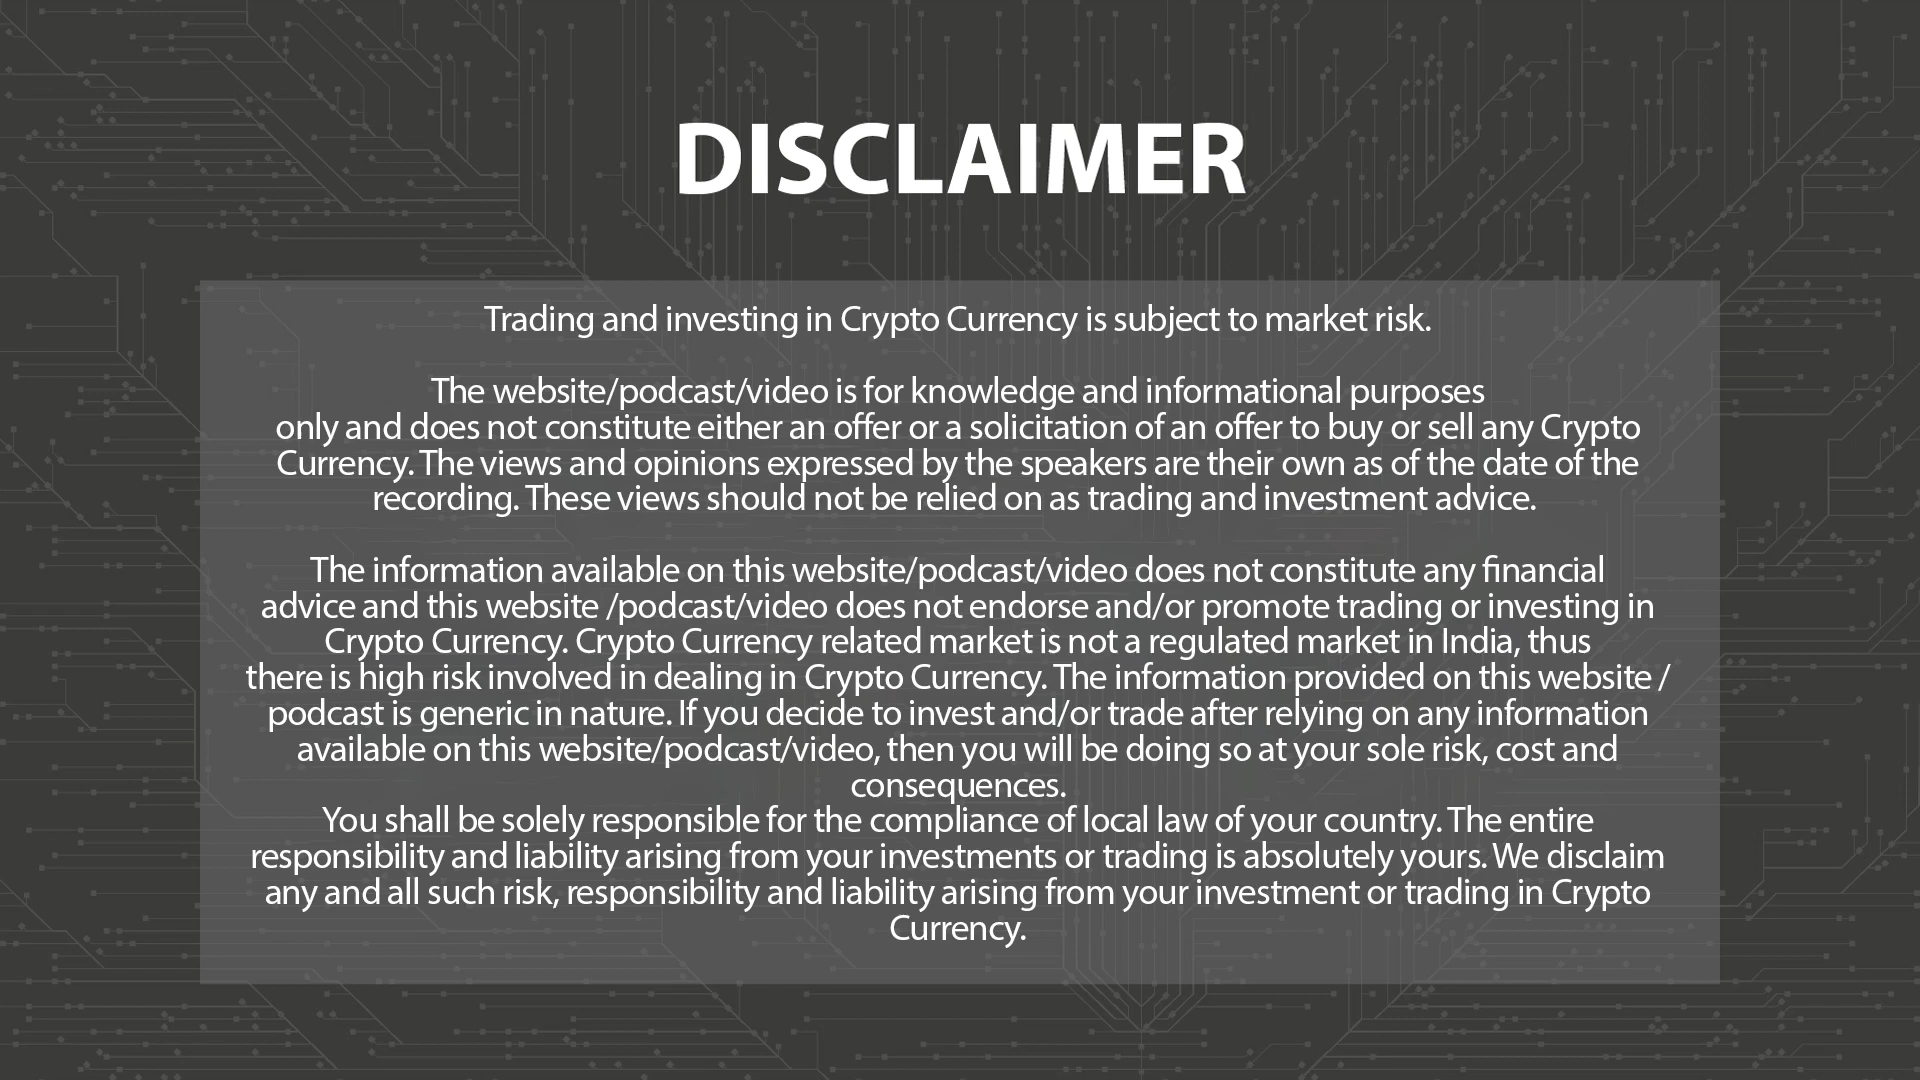 DISCLAIMER
Trading and investing in Crypto Currency is subject to market risk.
The website/podcast/video is for knowledge and informational purposes
only and does not constitute either an offer or a solicitation of an offer to buy or sell any Crypto
Currency. The views and opinions expressed by the speakers are their own as of the date of the
recording. These views should not be relied on as trading and investment advice.
The information available on this website/podcast/video does not constitute any financial
advice and this website /podcast/video does not endorse and/or promote trading or investing in
Crypto Currency. Crypto Currency related market is not a regulated market in India, thus
there is high risk involved in dealing in Crypto Currency. The information provided on this website /
podcast is generic in nature. If you decide to invest and/or trade after relying on any information
available on this website/podcast/video, then you will be doing so at your sole risk, cost and
consequences.
You shall be solely responsible for the compliance of local law of your country. The entire
responsibility and liability arising from your investments or trading is absolutely yours. We disclaim
any and all such risk, responsibility and liability arising from your investment or trading in Crypto
Currency.